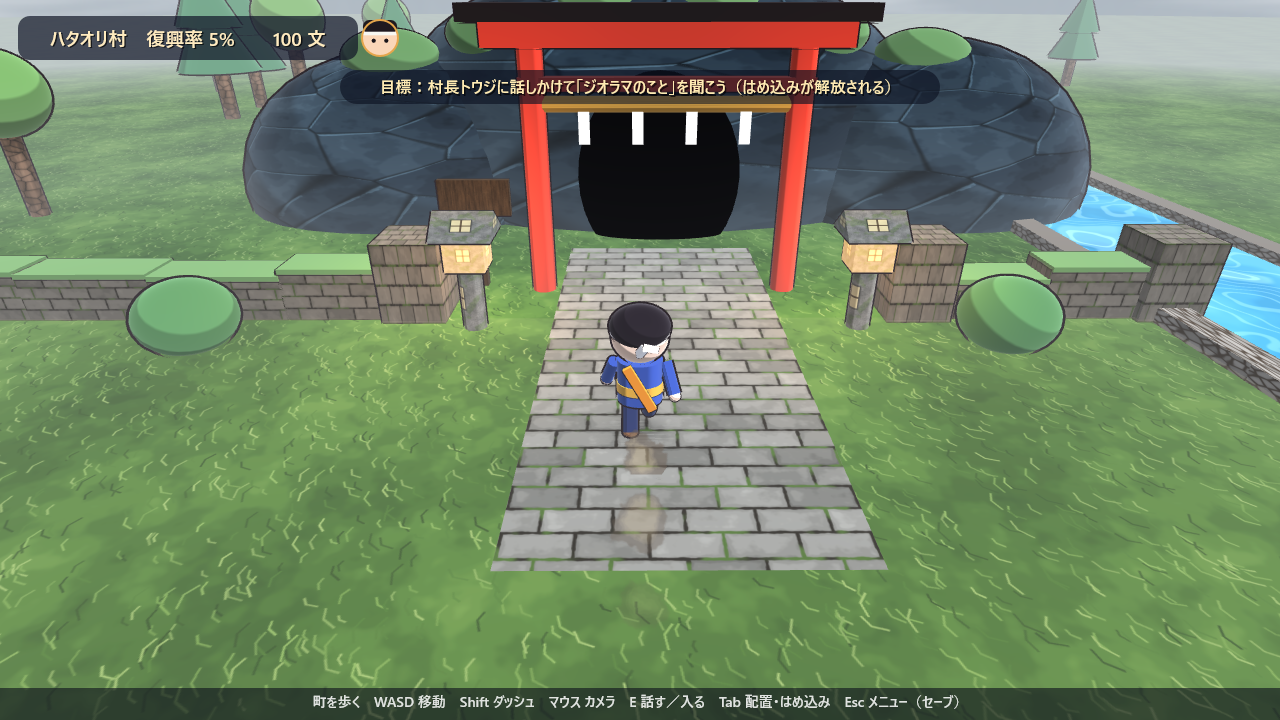 ハタオリ村 復興率 5% 100 文
目標：村長トウジに話しかけて「ジオラマのこと」を聞こう（はめ込みが解放される）
町を歩く WASD 移動 Shift ダッシュ マウス カメラ E 話す／入る Tab 配置・はめ込み Esc メニュー（セーブ）